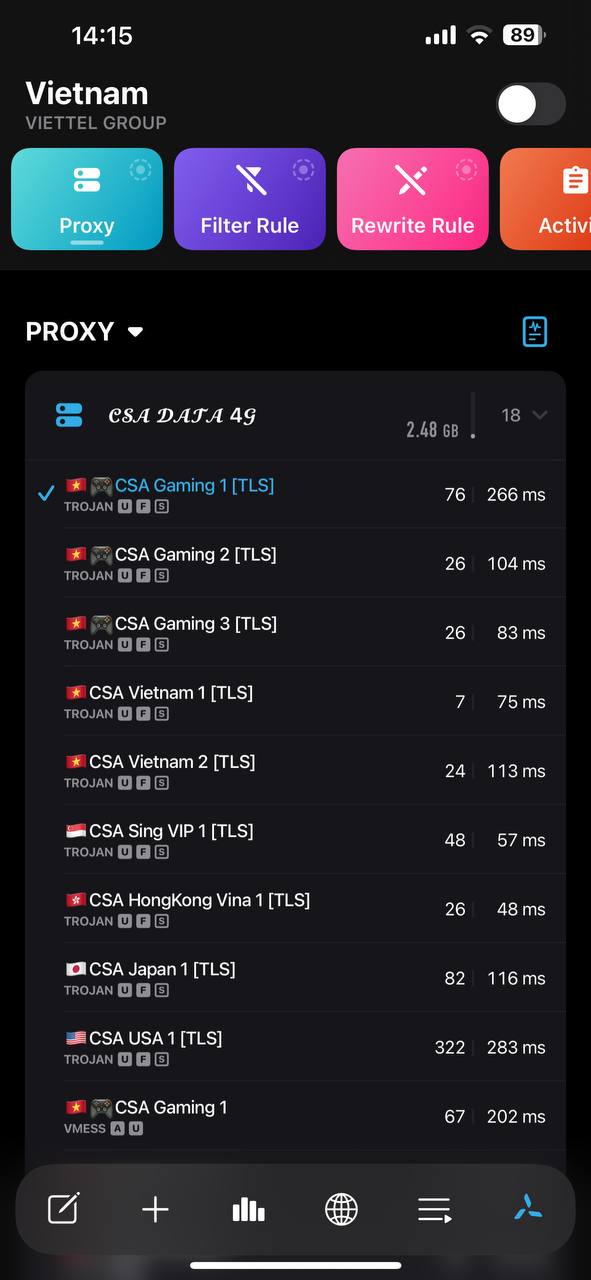 14:15
89
Vietnam
VIETTEL GROUP
Proxy
Filter Rule
Rewrite Rule
Activi
PROXY
𝓒𝓢𝓐 𝓓𝓐𝓣𝓐 4𝓖
2.48 GB
18
CSA Gaming 1 [TLS]
76
266 ms
TROJAN U F S
CSA Gaming 2 [TLS]
26
104 ms
TROJAN U F S
CSA Gaming 3 [TLS]
26
83 ms
TROJAN U F S
CSA Vietnam 1 [TLS]
7
75 ms
TROJAN U F S
CSA Vietnam 2 [TLS]
24
113 ms
TROJAN U F S
CSA Sing VIP 1 [TLS]
48
57 ms
TROJAN U F S
CSA HongKong Vina 1 [TLS]
26
48 ms
TROJAN U F S
CSA Japan 1 [TLS]
82
116 ms
TROJAN U F S
CSA USA 1 [TLS]
322
283 ms
TROJAN U F S
CSA Gaming 1
67
202 ms
VMESS A U